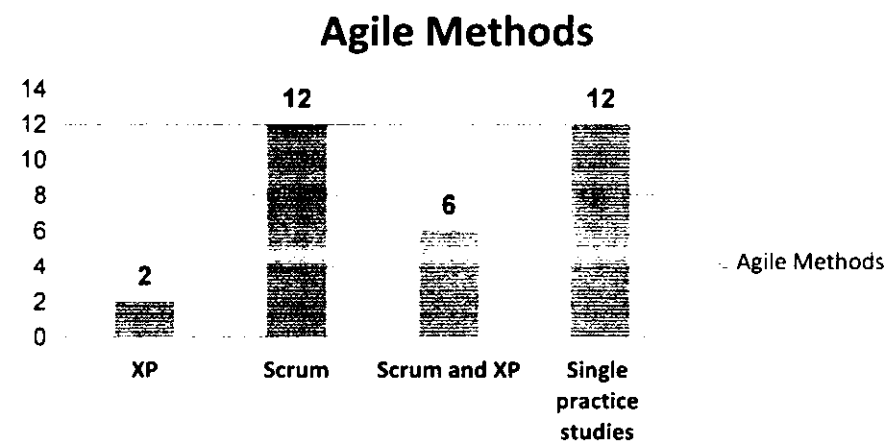 Agile Methods
14
12
10
8
6
4
2
0
2
12
6
12
XP
Scrum
Scrum and XP
Single
practice
studies
Agile Methods